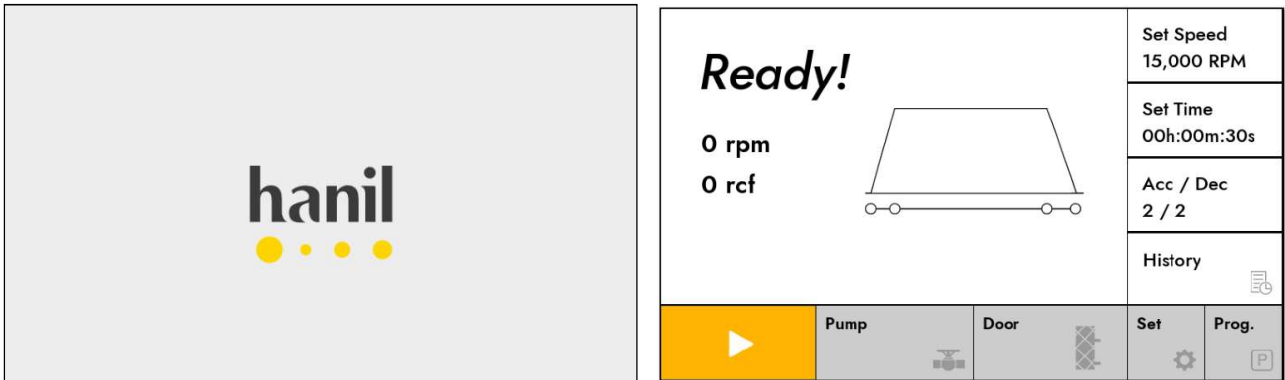 hanil
Ready!
0 rpm
0 rcf
Set Speed
15,000 RPM
Set Time
00h:00m:30s
Acc / Dec
2 / 2
History
Pump
Door
Set
Prog.
P